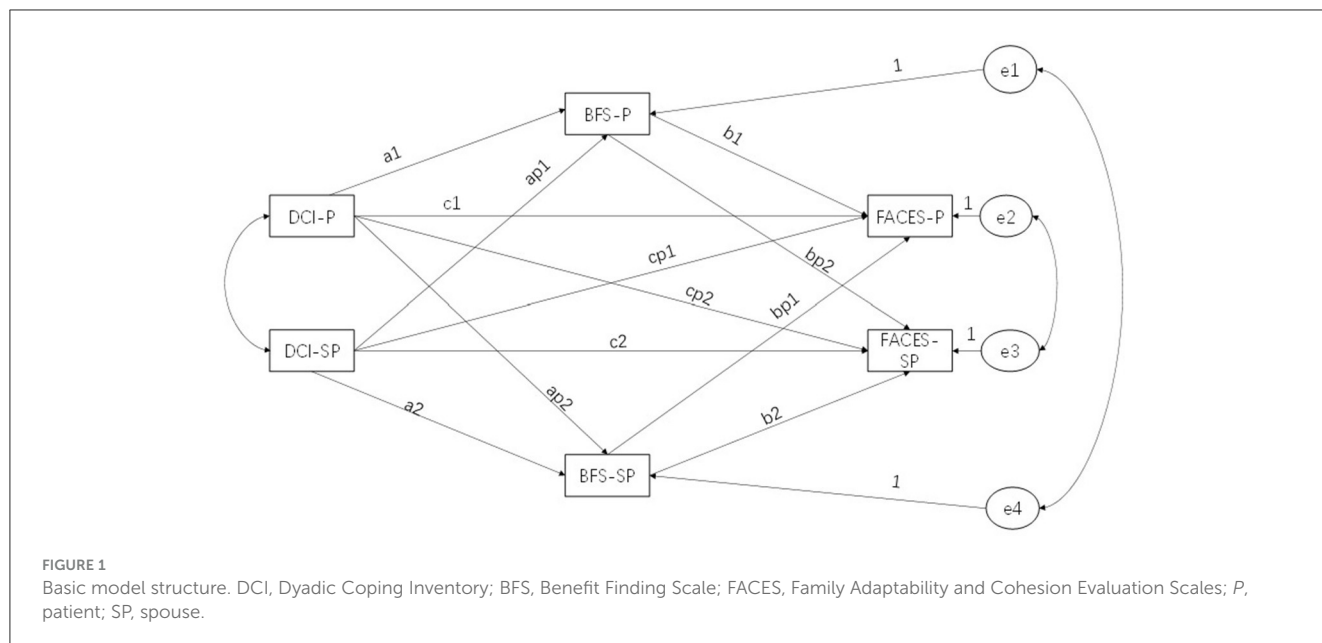 1
e1
BFS-P
b1
a1
ap1
DCI-P
c1
FACES-P
1
e2
cp1
bp2
cp2
bp1
DCI-SP
c2
FACES-
SP
1
e3
ap2
a2
b2
BFS-SP
1
e4
FIGURE 1
Basic model structure. DCI, Dyadic Coping Inventory; BFS, Benefit Finding Scale; FACES, Family Adaptability and Cohesion Evaluation Scales; P,
patient; SP, spouse.